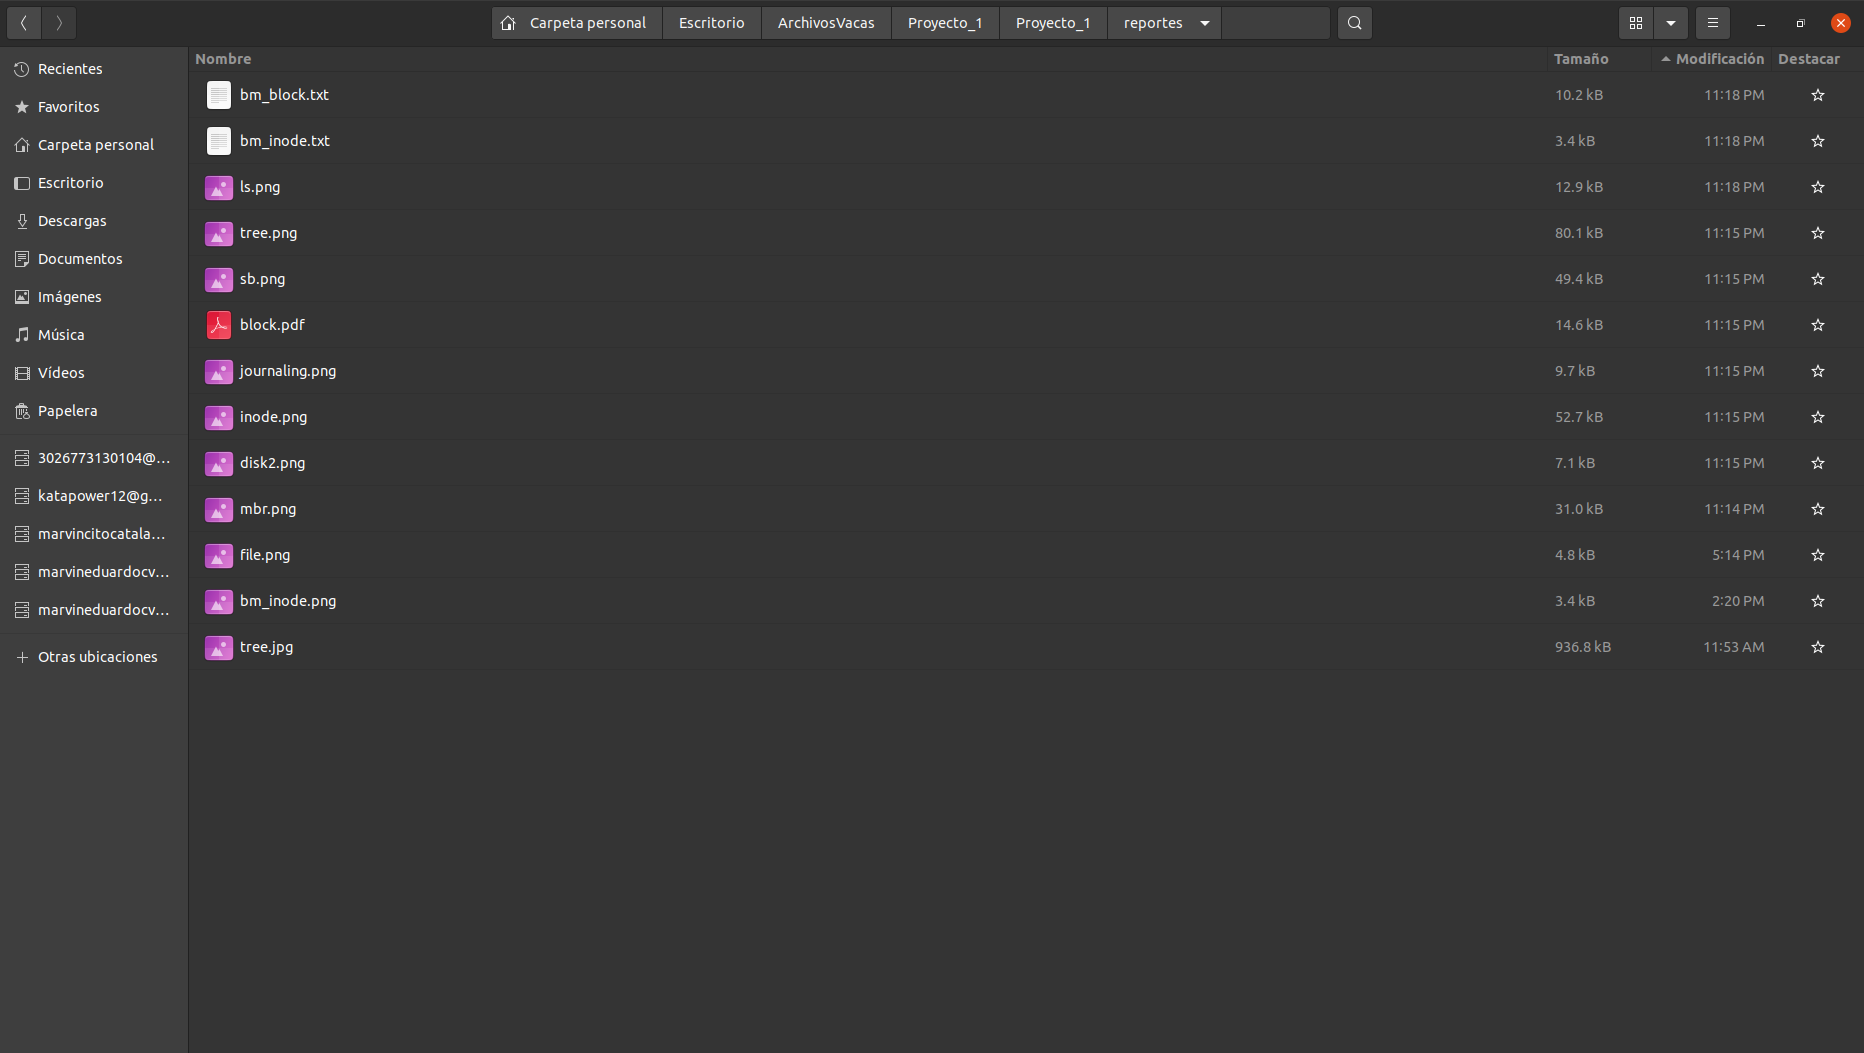 Carpeta personal Escritorio ArchivosVacas Proyecto_1 Proyecto_1 reportes
Recientes
Favoritos
Carpeta personal
Escritorio
Descargas
Documentos
Imágenes
Música
Vídeos
Papelera
3026773130104@...
katapower12@g...
marvincitocatala...
marvineduardocv...
marvineduardocv...
Otras ubicaciones
Nombre Tamaño Modificación Destacar
bm_block.txt 10.2 kB 11:18 PM
bm_inode.txt 3.4 kB 11:18 PM
ls.png 12.9 kB 11:18 PM
tree.png 80.1 kB 11:15 PM
sb.png 49.4 kB 11:15 PM
block.pdf 14.6 kB 11:15 PM
journaling.png 9.7 kB 11:15 PM
inode.png 52.7 kB 11:15 PM
disk2.png 7.1 kB 11:15 PM
mbr.png 31.0 kB 11:14 PM
file.png 4.8 kB 5:14 PM
bm_inode.png 3.4 kB 2:20 PM
tree.jpg 936.8 kB 11:53 AM